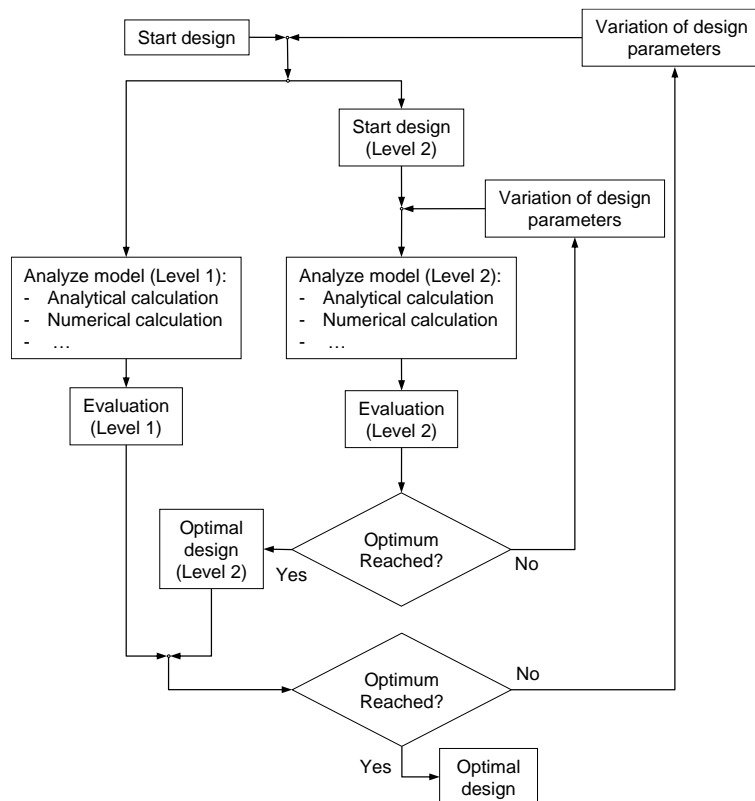 Start design
Variation of design
parameters
Start design
(Level 2)
Variation of design
parameters
Analyze model (Level 1):
- Analytical calculation
- Numerical calculation
- …
Analyze model (Level 2):
- Analytical calculation
- Numerical calculation
- …
Evaluation
(Level 1)
Evaluation
(Level 2)
Optimal
design
(Level 2)
Yes
Optimum
Reached?
No
Optimum
Reached?
No
Yes
Optimal
design